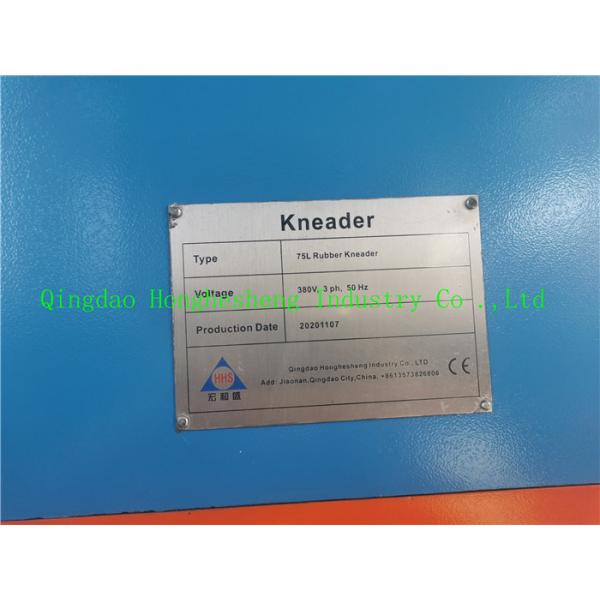 Kneader
Type 75L Rubber Kneader
Voltage 380V, 3 ph, 50 Hz
Qingdao Honghesheng Industry Co .,Ltd
Production Date 20201107
HHS
宏和盛
Qingdao Honghesheng Industry Co., LTD
Add: Jiaonan,Qingdao City,China, +8613573826806
CE